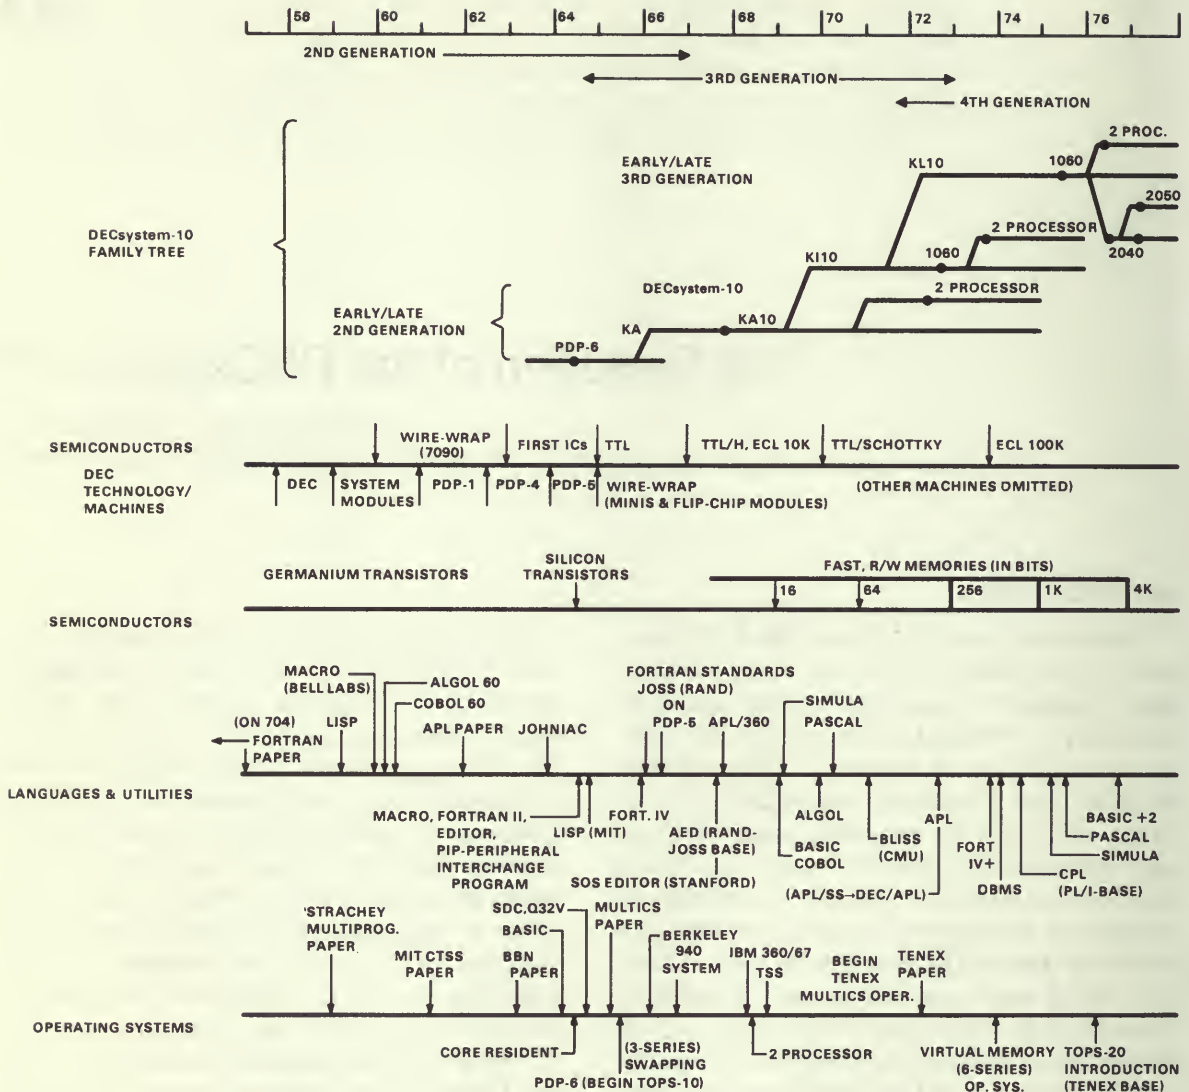 58 60 62 64 66 68 70 72 74 76
2ND GENERATION
3RD GENERATION
4TH GENERATION
2 PROC.
EARLY/LATE
3RD GENERATION
KL10
1060
2050
DECsystem-10
FAMILY TREE
2 PROCESSOR
2040
KI10
1060
DECsystem-10
2 PROCESSOR
EARLY/LATE
2ND GENERATION
KA
KA10
PDP-6
SEMICONDUCTORS
WIRE-WRAP
(7090)
FIRST ICs
TTL
TTL/H, ECL 10K
TTL/SCHOTTKY
ECL 100K
DEC
TECHNOLOGY/
MACHINES
DEC
SYSTEM
MODULES
PDP-1
PDP-4
PDP-5
WIRE-WRAP
(MINIS & FLIP-CHIP MODULES)
(OTHER MACHINES OMITTED)
GERMANIUM TRANSISTORS
SILICON
TRANSISTORS
FAST, R/W MEMORIES (IN BITS)
16
64
256
1K
4K
SEMICONDUCTORS
(ON 704)
FORTRAN
PAPER
LISP
MACRO
(BELL LABS)
ALGOL 60
COBOL 60
APL PAPER
JOHNIAC
FORTRAN STANDARDS
JOSS (RAND)
ON
PDP-6
APL/360
SIMULA
PASCAL
LANGUAGES & UTILITIES
MACRO, FORTRAN II,
EDITOR,
PIP-PERIPHERAL
INTERCHANGE
PROGRAM
LISP (MIT)
FORT. IV
AED (RAND-
JOSS BASE)
SOS EDITOR (STANFORD)
BASIC
COBOL
ALGOL
BLISS
(CMU)
APL
(APL/SS→DEC/APL)
FORT
IV+
DBMS
CPL
(PL/I-BASE)
SIMULA
PASCAL
BASIC +2
'STRACHEY
MULTIPROG.
PAPER
MIT CTSS
PAPER
BBN
PAPER
BASIC
SDC,Q32V
MULTICS
PAPER
BERKELEY
940
SYSTEM
IBM 360/67
TSS
BEGIN
TENEX
MULTICS OPER.
TENEX
PAPER
OPERATING SYSTEMS
CORE RESIDENT
(3-SERIES)
SWAPPING
PDP-6 (BEGIN TOPS-10)
2 PROCESSOR
VIRTUAL MEMORY
(6-SERIES)
OP. SYS.
TOPS-20
INTRODUCTION
(TENEX BASE)